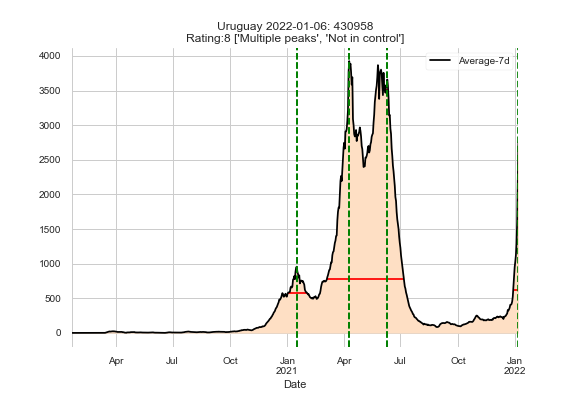 Uruguay 2022-01-06: 430958
Rating:8 ['Multiple peaks', 'Not in control']
Average-7d
4000
3500
3000
2500
2000
1500
1000
500
0
Apr Jul Oct Jan Apr Jul Oct Jan
2021 2022
Date